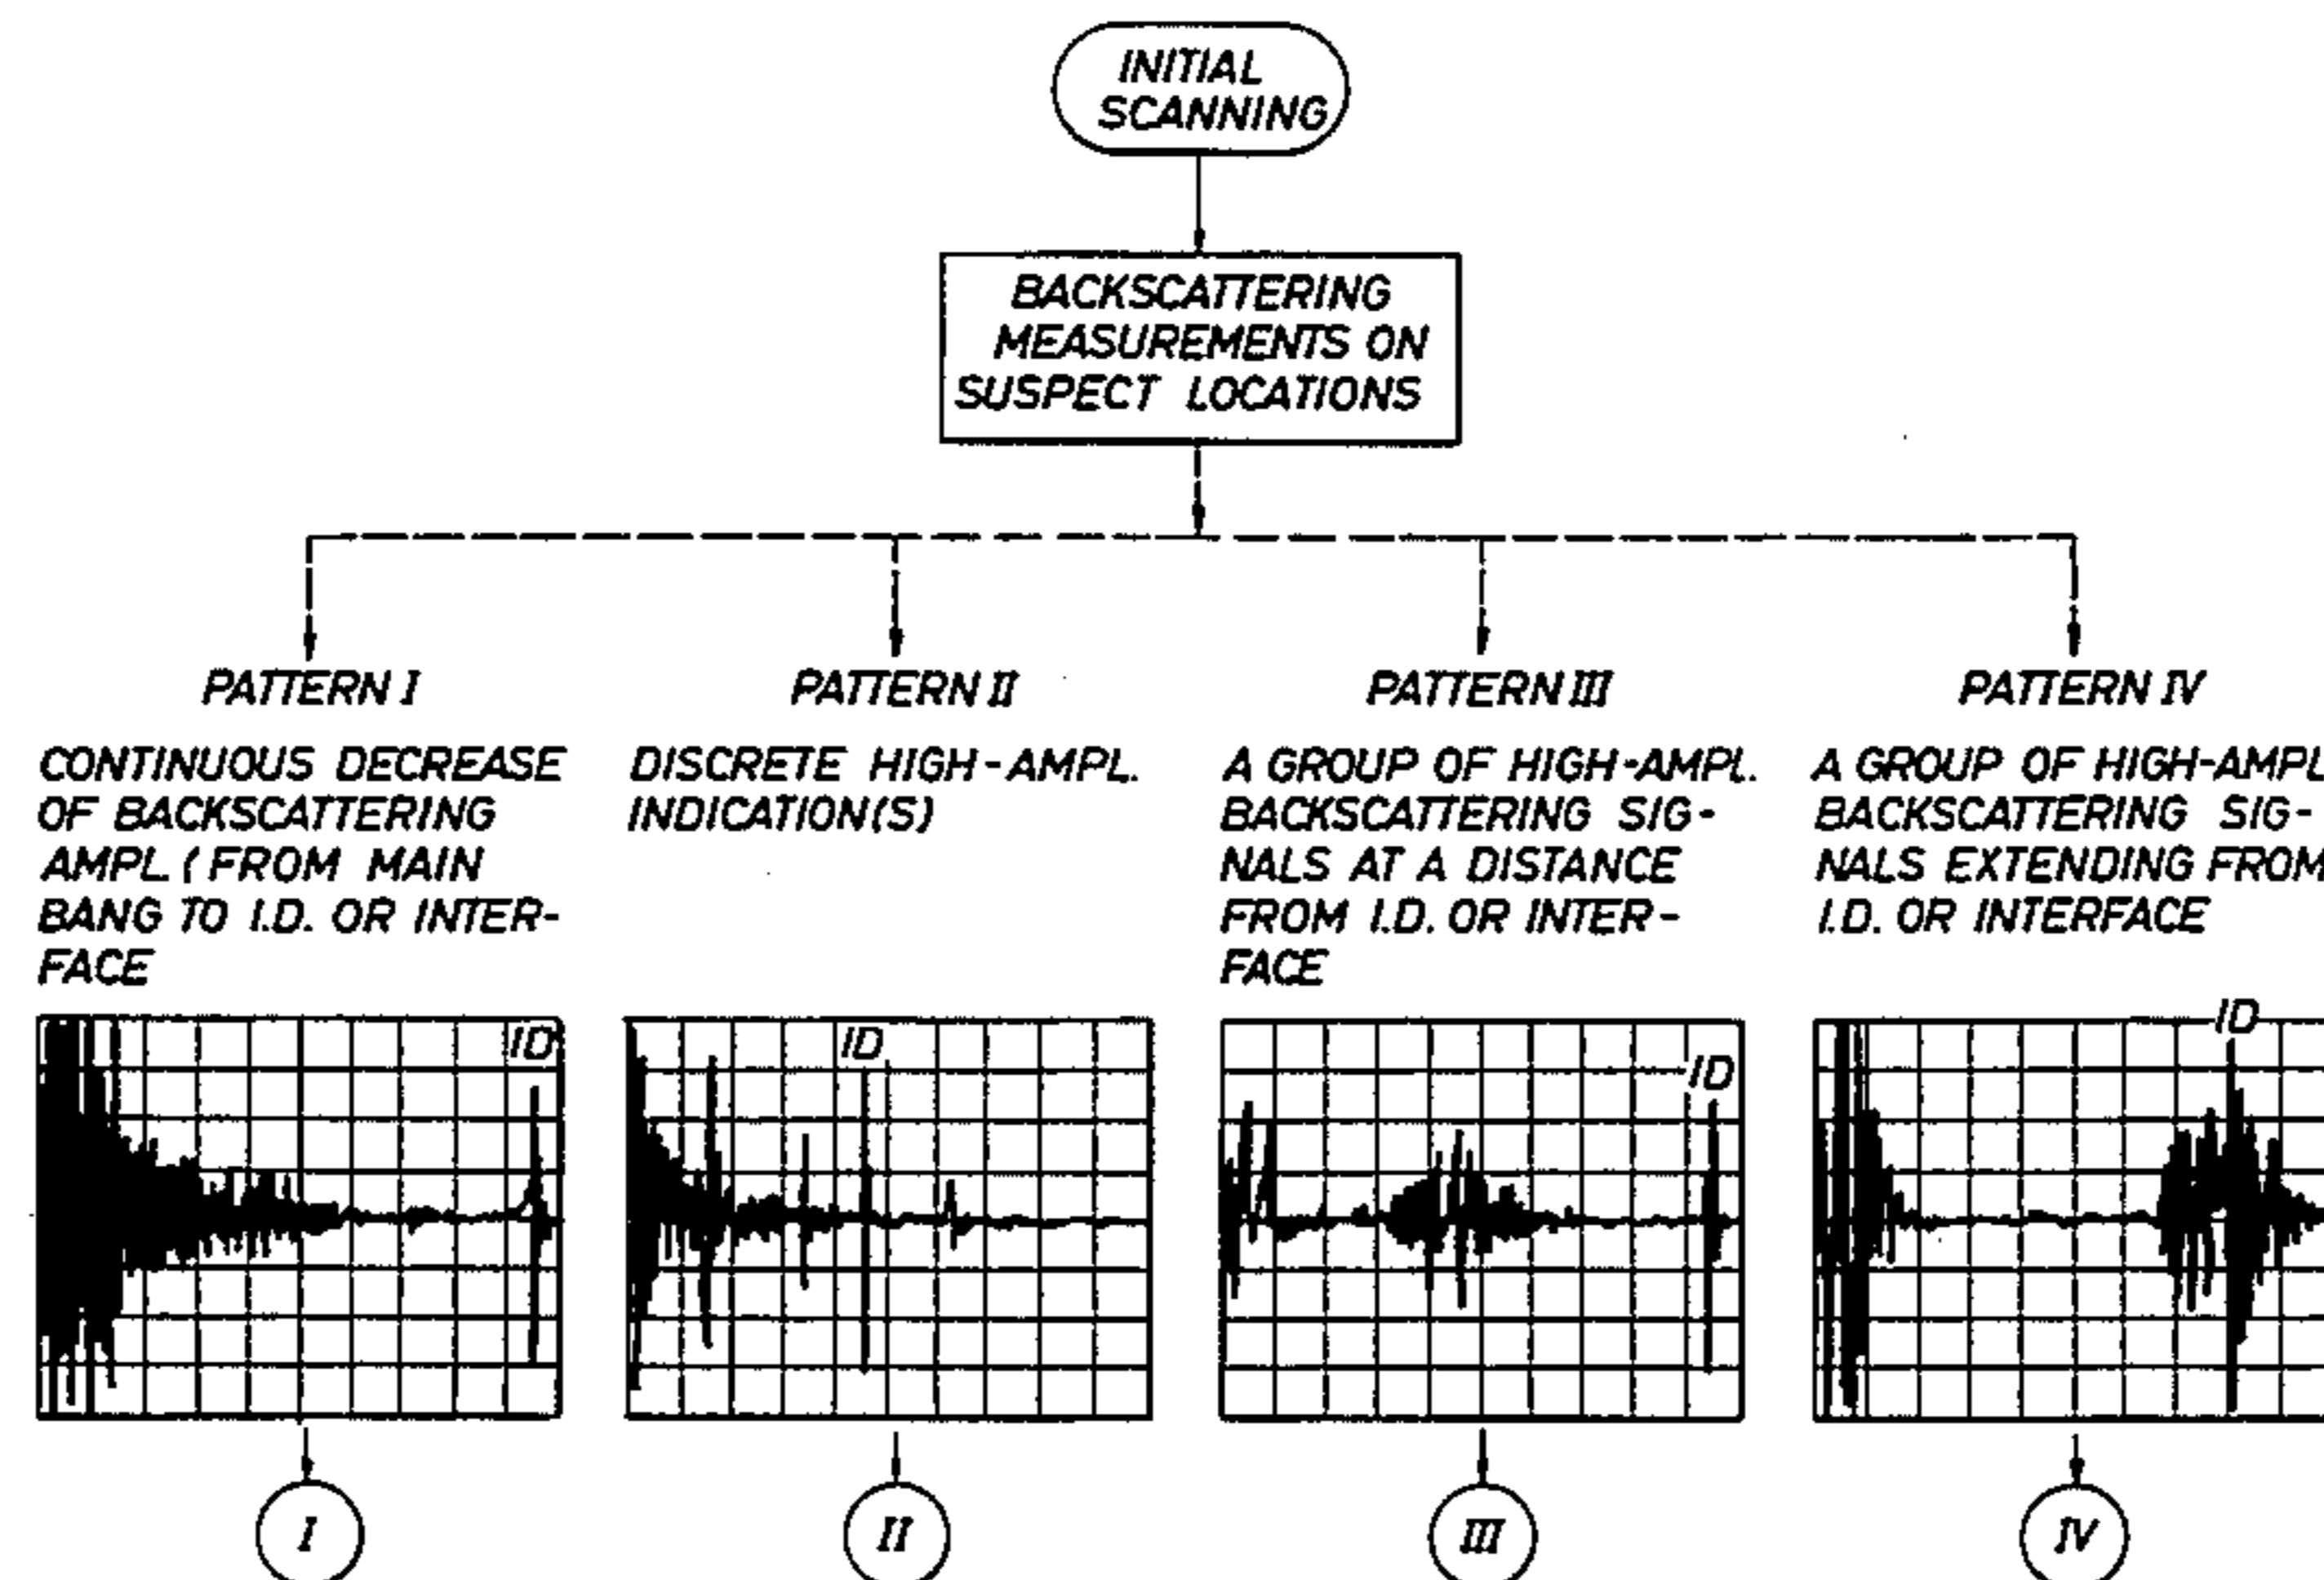 INITIAL
SCANNING
BACKSCATTERING
MEASUREMENTS ON
SUSPECT LOCATIONS
PATTERN I
CONTINUOUS DECREASE
OF BACKSCATTERING
AMPL. (FROM MAIN
BANG TO I.D. OR INTER-
FACE
ID
I
PATTERN II
DISCRETE HIGH-AMPL.
INDICATION(S)
ID
II
PATTERN III
A GROUP OF HIGH-AMPL.
BACKSCATTERING SIG-
NALS AT A DISTANCE
FROM I.D. OR INTER-
FACE
ID
III
PATTERN IV
A GROUP OF HIGH-AMPL
BACKSCATTERING SIG-
NALS EXTENDING FROM
I.D. OR INTERFACE
ID
IV